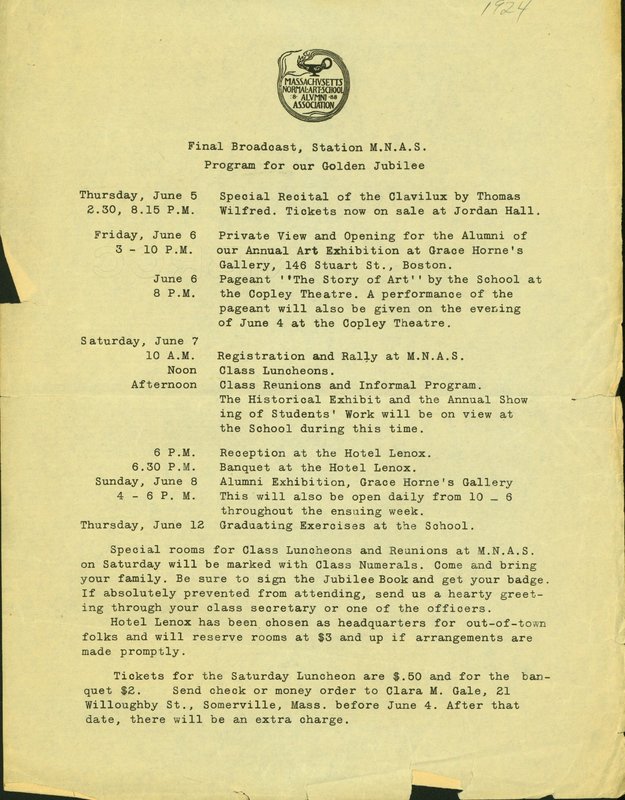 1924
MASSACHVSETTS
NORMAL·ART·SCHOOL
·8· ALVMNI ·88
ASSOCIATION
Final Broadcast, Station M.N.A.S.
Program for our Golden Jubilee
Thursday, June 5 Special Recital of the Clavilux by Thomas
2.30, 8.15 P.M. Wilfred. Tickets now on sale at Jordan Hall.
Friday, June 6 Private View and Opening for the Alumni of
3 - 10 P.M. our Annual Art Exhibition at Grace Horne's
Gallery, 146 Stuart St., Boston.
June 6 Pageant ''The Story of Art'' by the School at
8 P.M. the Copley Theatre. A performance of the
pageant will also be given on the evening
of June 4 at the Copley Theatre.
Saturday, June 7
10 A.M. Registration and Rally at M.N.A.S.
Noon Class Luncheons.
Afternoon Class Reunions and Informal Program.
The Historical Exhibit and the Annual Show
ing of Students' Work will be on view at
the School during this time.
6 P.M. Reception at the Hotel Lenox.
6.30 P.M. Banquet at the Hotel Lenox.
Sunday, June 8 Alumni Exhibition, Grace Horne's Gallery
4 - 6 P. M. This will also be open daily from 10 _ 6
throughout the ensuing week.
Thursday, June 12 Graduating Exercises at the School.
Special rooms for Class Luncheons and Reunions at M.N.A.S.
on Saturday will be marked with Class Numerals. Come and bring
your family. Be sure to sign the Jubilee Book and get your badge.
If absolutely prevented from attending, send us a hearty greet-
ing through your class secretary or one of the officers.
Hotel Lenox has been chosen as headquarters for out-of-town
folks and will reserve rooms at $3 and up if arrangements are
made promptly.
Tickets for the Saturday Luncheon are $.50 and for the ban-
quet $2. Send check or money order to Clara M. Gale, 21
Willoughby St., Somerville, Mass. before June 4. After that
date, there will be an extra charge.